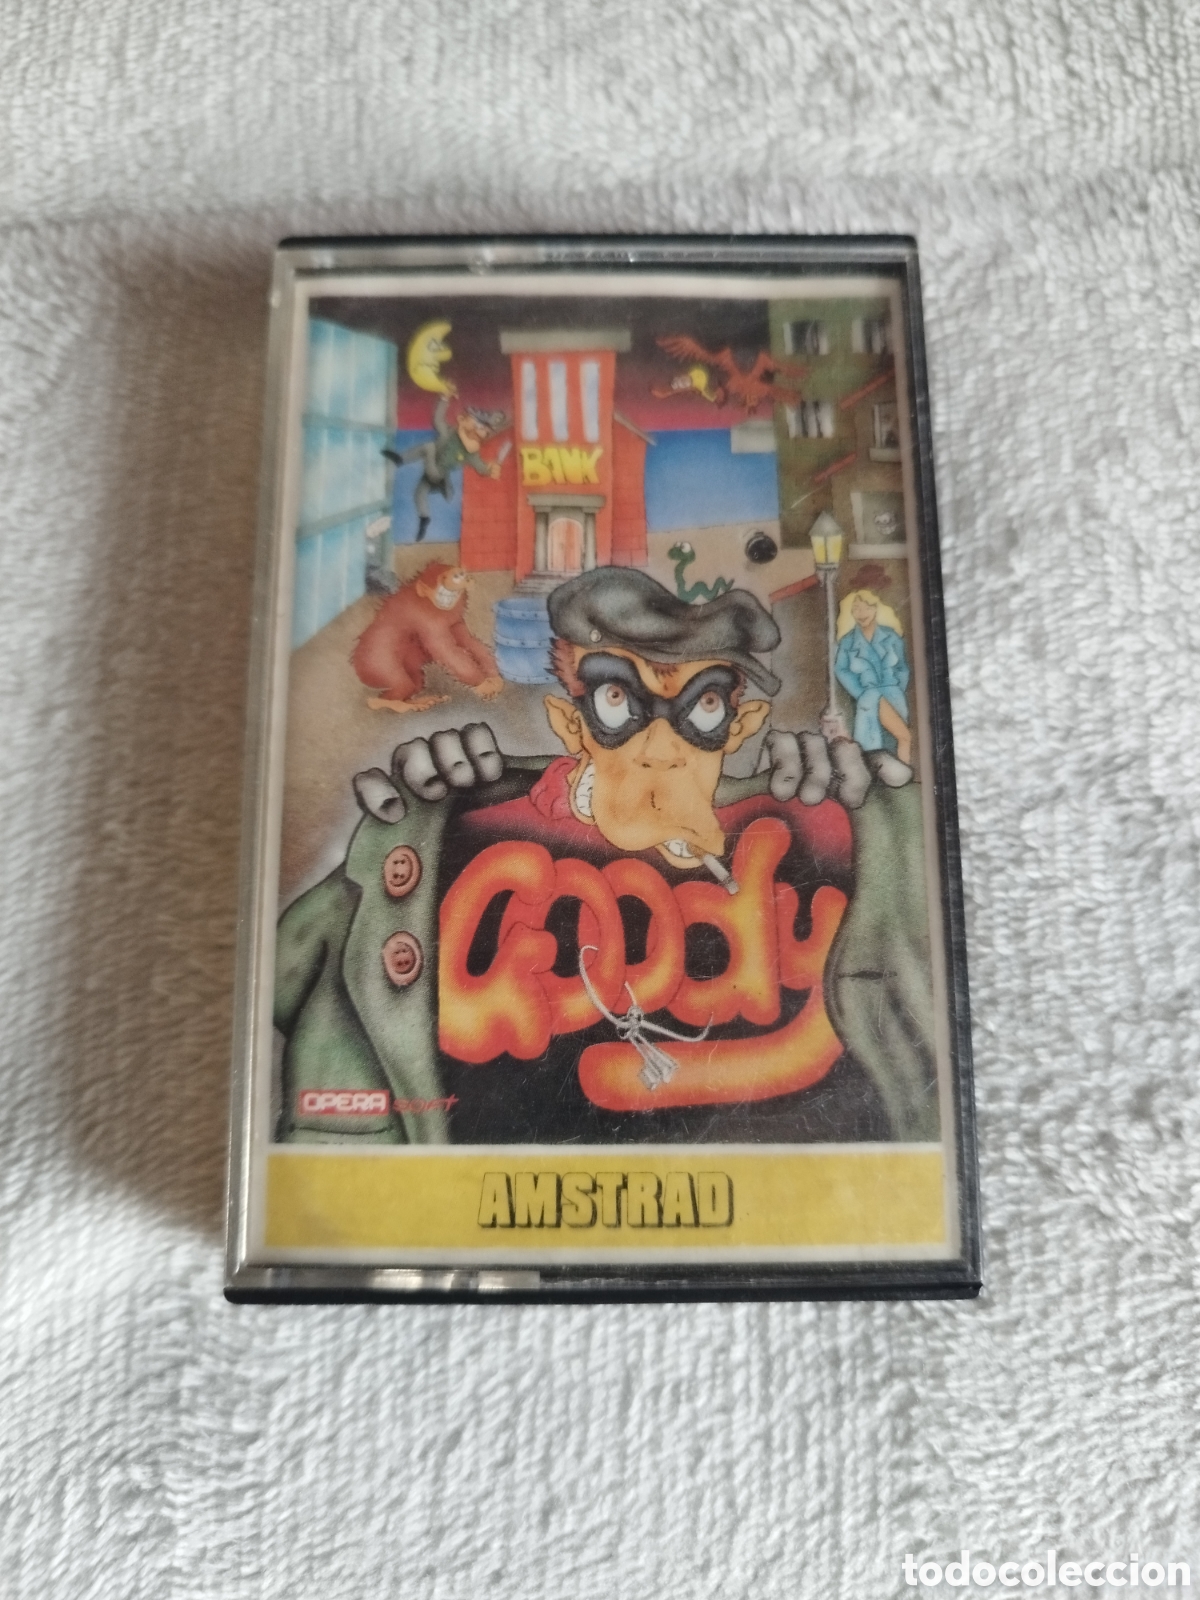 BANK
Goody
OPERA soft
AMSTRAD
todocoleccion